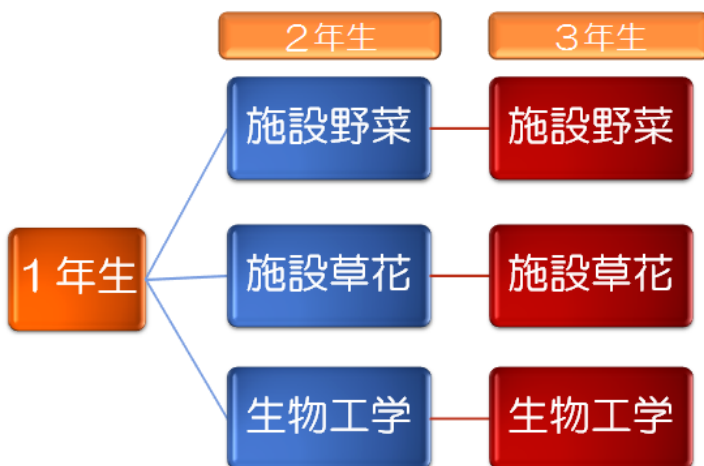 ２年生
３年生
施設野菜
施設野菜
１年生
施設草花
施設草花
生物工学
生物工学